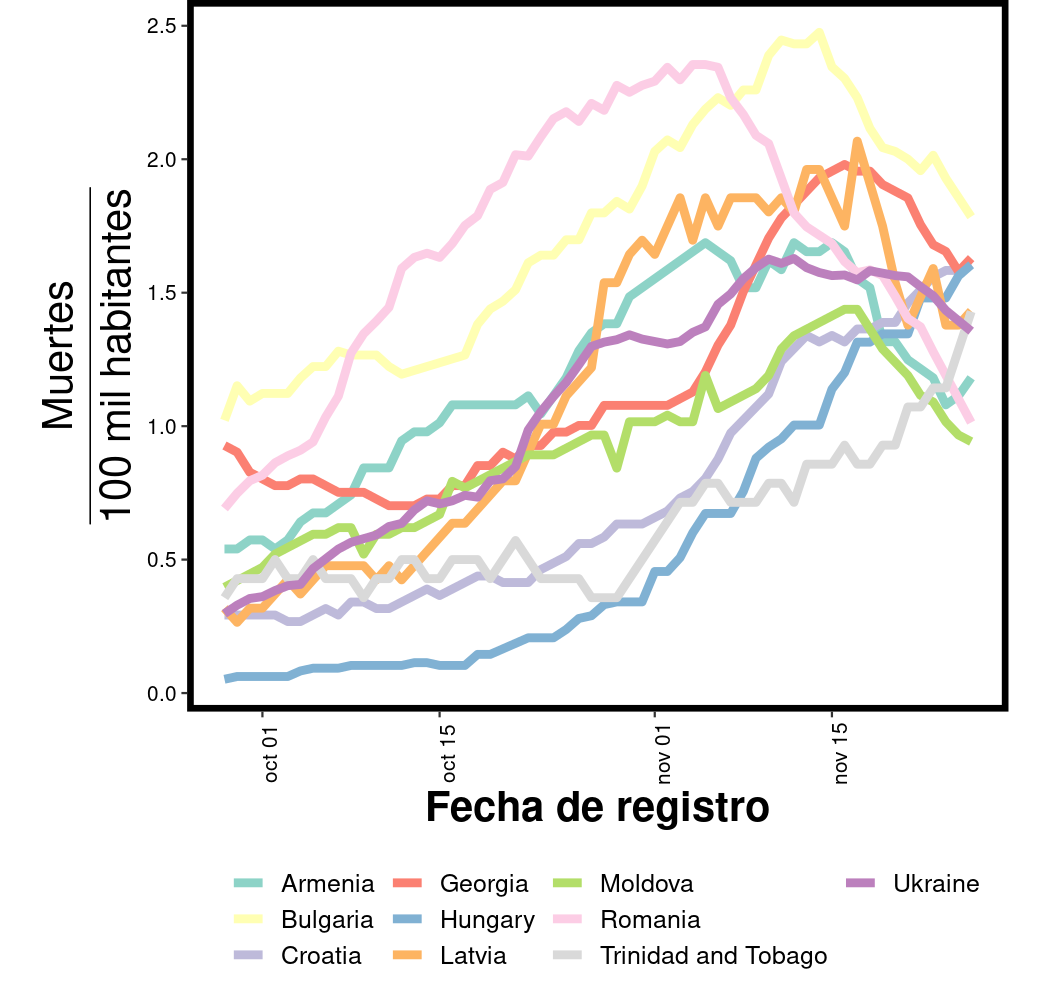 Muertes
100 mil habitantes
2.5
2.0
1.5
1.0
0.5
0.0
oct 01
oct 15
nov 01
nov 15
Fecha de registro
Armenia Georgia Moldova Ukraine
Bulgaria Hungary Romania
Croatia Latvia Trinidad and Tobago